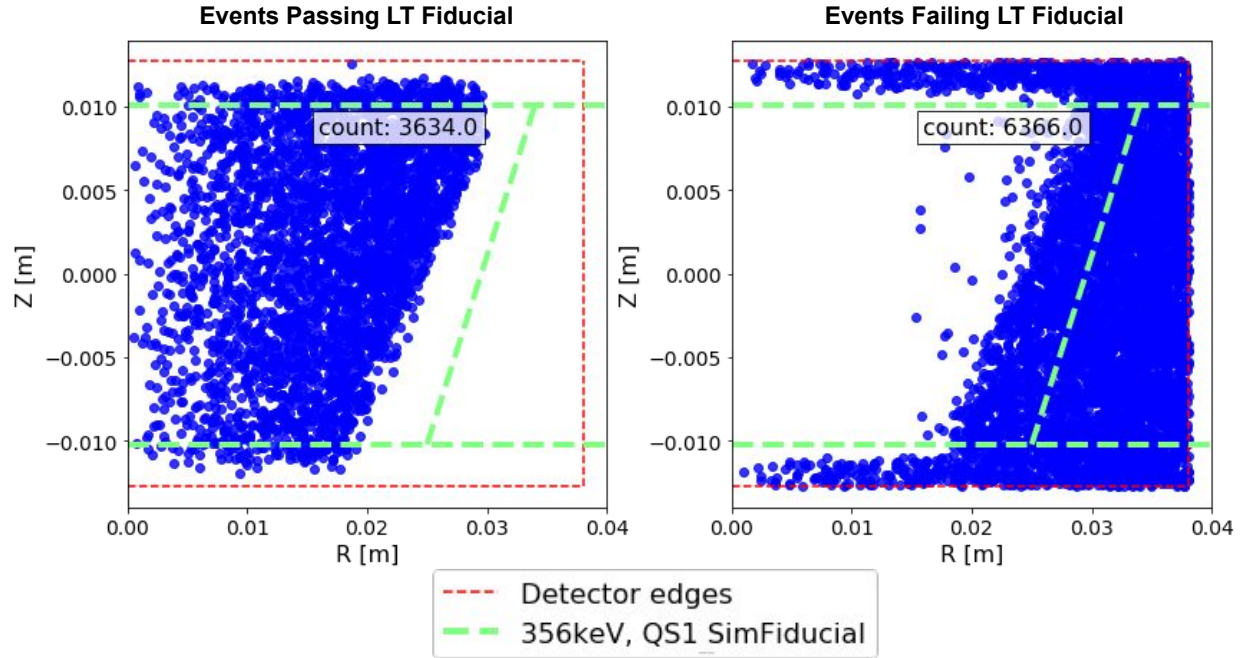 Events Passing LT Fiducial
Events Failing LT Fiducial
0.010
0.005
0.000
−0.005
−0.010
Z [m]
count: 3634.0
0.00 0.01 0.02 0.03 0.04
R [m]
0.010
0.005
0.000
−0.005
−0.010
Z [m]
count: 6366.0
0.00 0.01 0.02 0.03 0.04
R [m]
Detector edges
356keV, QS1_SimFiducial